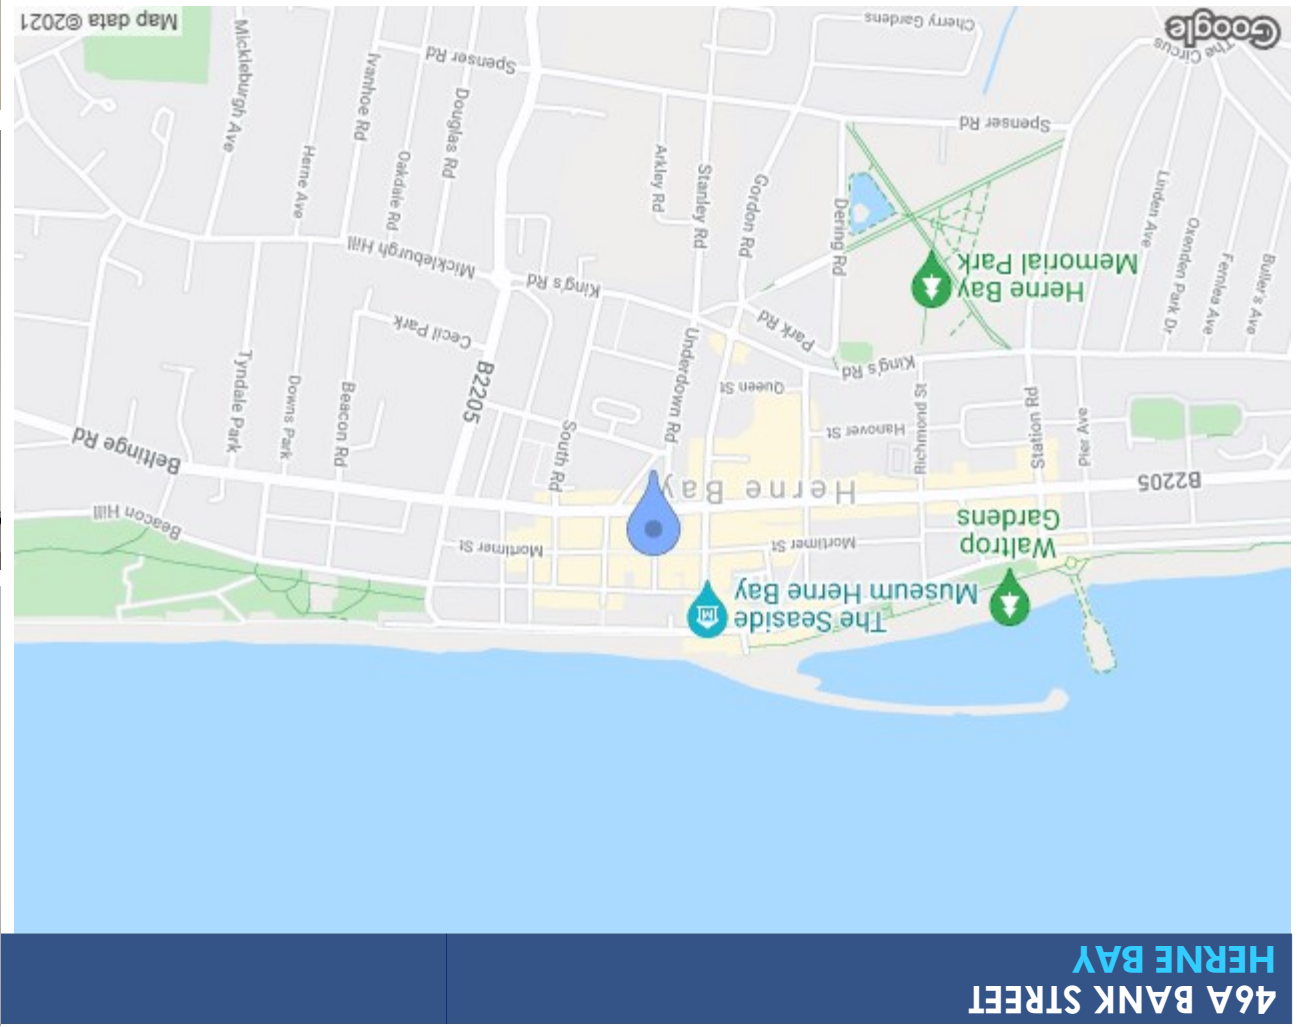 46A BANK STREET
HERNE BAY
The Seaside
Museum Herne Bay
Waltrop
Gardens
Mortimer St
Mortimer St
Beacon Hill
B2205
Herne Bay
Beltinge Rd
Pier Ave
Station Rd
Richmond St
Hanover St
South Rd
Beacon Rd
Downs Park
Tyndale Park
Queen St
Underdown Rd
B2205
King's Rd
Park Rd
Cecil Park
Buller's Ave
Fernlea Ave
Oxenden Park Dr
Linden Ave
Herne Bay
Memorial Park
King's Rd
Mickleburgh Hill
Dering Rd
Gordon Rd
Stanley Rd
Arkley Rd
Oakdale Rd
Herne Ave
Douglas Rd
Ivanhoe Rd
Mickleburgh Ave
Spenser Rd
Spenser Rd
The Circus
Cherry Gardens
Google
Map data ©2021